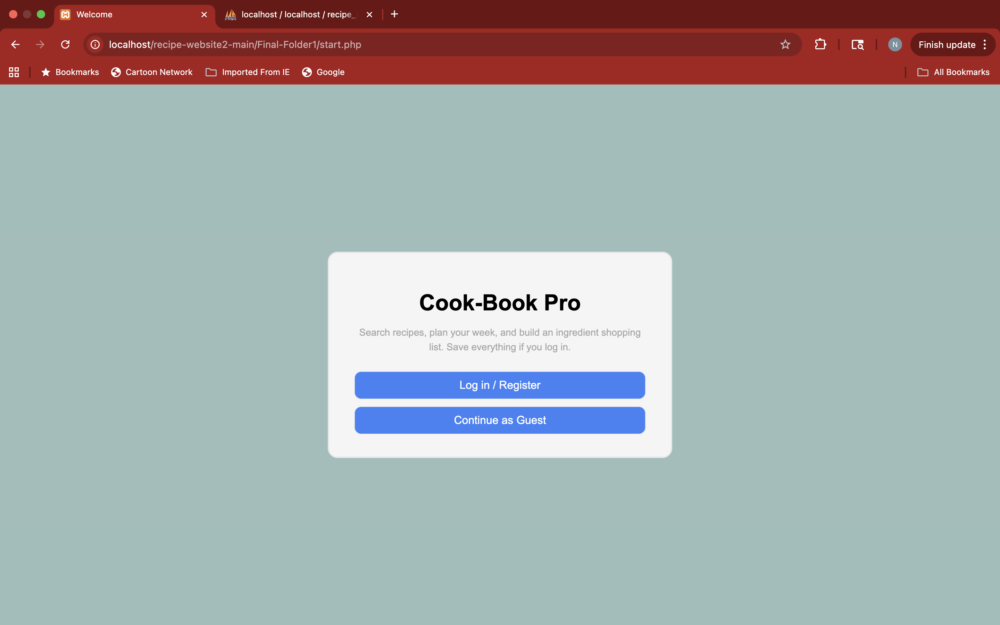 Welcome
localhost / localhost / recipe_
localhost/recipe-website2-main/Final-Folder1/start.php
N
Finish update
Bookmarks
Cartoon Network
Imported From IE
Google
All Bookmarks
Cook-Book Pro
Search recipes, plan your week, and build an ingredient shopping
list. Save everything if you log in.
Log in / Register
Continue as Guest